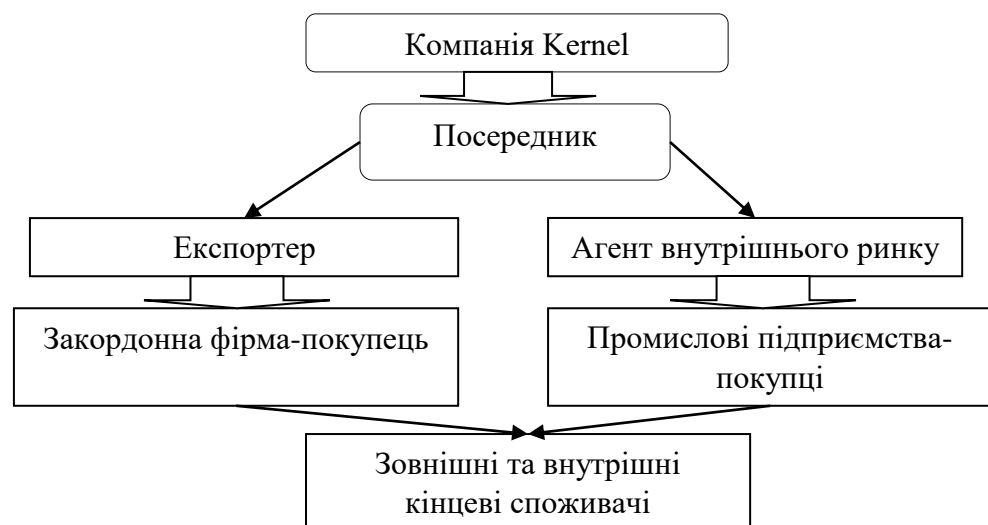 Компанія Kernel
Посередник
Експортер
Агент внутрішнього ринку
Закордонна фірма-покупець
Промислові підприємства-
покупці
Зовнішні та внутрішні
кінцеві споживачі